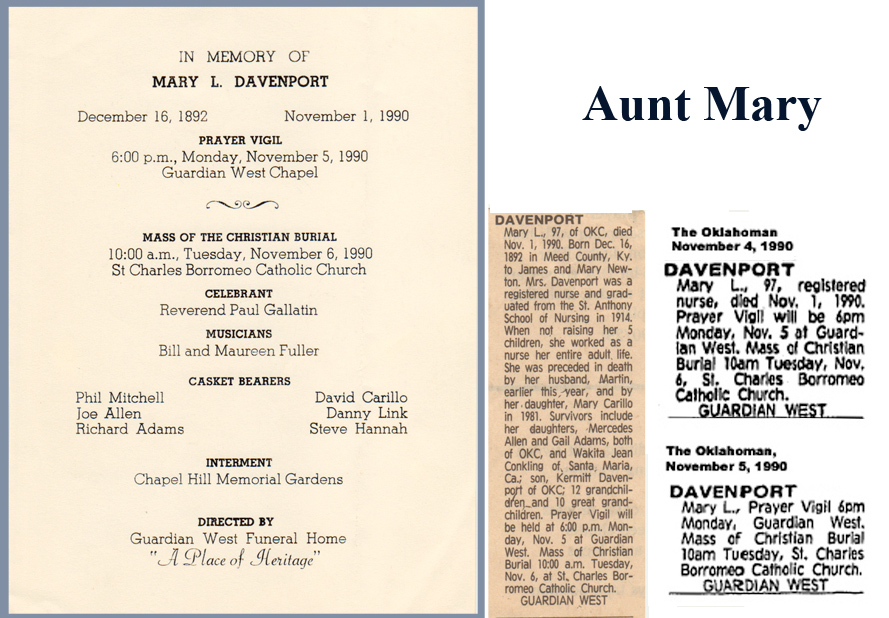 IN MEMORY OF
MARY L. DAVENPORT
December 16, 1892 November 1, 1990
PRAYER VIGIL
6:00 p.m., Monday, November 5, 1990
Guardian West Chapel
MASS OF THE CHRISTIAN BURIAL
10:00 a.m., Tuesday, November 6, 1990
St Charles Borromeo Catholic Church
CELEBRANT
Reverend Paul Gallatin
MUSICIANS
Bill and Maureen Fuller
CASKET BEARERS
Phil Mitchell David Carillo
Joe Allen Danny Link
Richard Adams Steve Hannah
INTERMENT
Chapel Hill Memorial Gardens
DIRECTED BY
Guardian West Funeral Home
"A Place of Heritage"
Aunt Mary
DAVENPORT
Mary L., 97, of OKC, died
Nov. 1, 1990. Born Dec. 16,
1892 in Meed County, Ky.
to James and Mary New-
ton. Mrs. Davenport was a
registered nurse and grad-
uated from the St. Anthony
School of Nursing in 1914.
When not raising her 5
children, she worked as a
nurse her entire adult life.
She was preceded in death
by her husband, Martin,
earlier this year, and by
her daughter, Mary Carillo
in 1981. Survivors include
her daughters, Mercedes
Allen and Gail Adams, both
of OKC, and Wakita Jean
Conkling of Santa Maria,
Ca.; son, Kermitt Daven-
port of OKC; 12 grandchil-
dren and 10 great grand-
children. Prayer Vigil will
be held at 6:00 p.m. Mon-
day, Nov. 5 at Guardian
West. Mass of Christian
Burial 10:00 a.m. Tuesday,
Nov. 6, at St. Charles Bor-
romeo Catholic Church.
GUARDIAN WEST
The Oklahoman
November 4, 1990
DAVENPORT
Mary L., 97, registered
nurse, died Nov. 1, 1990.
Prayer Vigil will be 6pm
Monday, Nov. 5 at Guard-
ian West. Mass of Christian
Burial 10am Tuesday, Nov.
6, St. Charles Borromeo
Catholic Church.
GUARDIAN WEST
The Oklahoman,
November 5, 1990
DAVENPORT
Mary L., Prayer Vigil 6pm
Monday, Guardian West.
Mass of Christian Burial
10am Tuesday, St. Charles
Borromeo Catholic Church.
GUARDIAN WEST